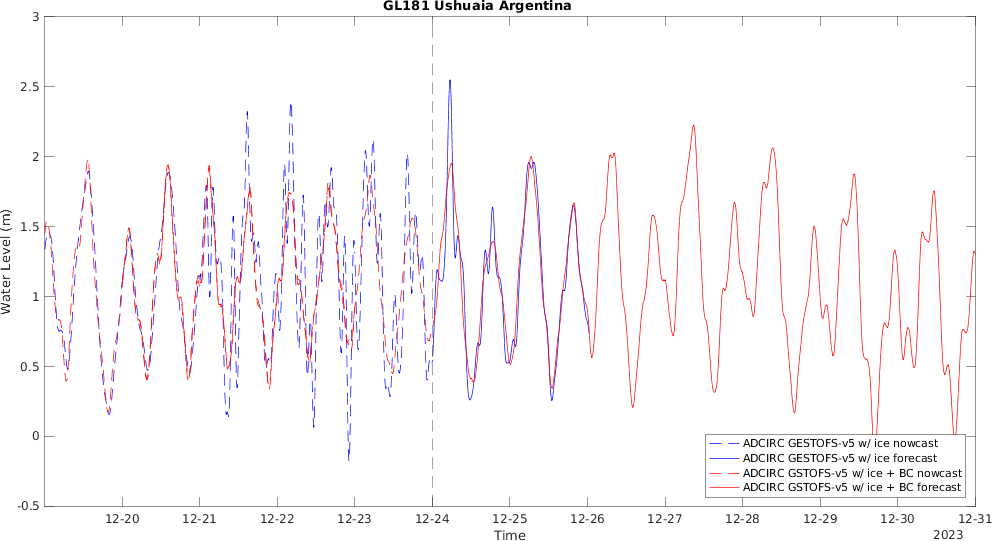 GL181 Ushuaia Argentina
3
2.5
2
1.5
1
0.5
0
-0.5
Water Level (m)
ADCIRC GESTOFS-v5 w/ ice nowcast
ADCIRC GESTOFS-v5 w/ ice forecast
ADCIRC GSTOFS-v5 w/ ice + BC nowcast
ADCIRC GSTOFS-v5 w/ ice + BC forecast
12-20 12-21 12-22 12-23 12-24 12-25 12-26 12-27 12-28 12-29 12-30 12-31
Time
2023